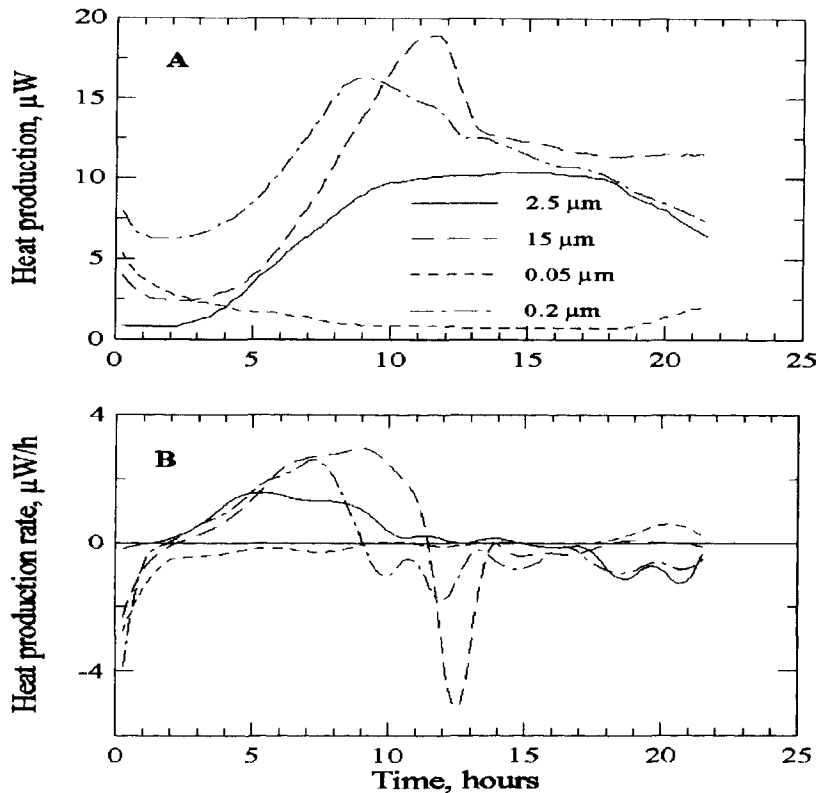 A
Heat production, µW
20
15
10
5
0
2.5 µm
15 µm
0.05 µm
0.2 µm
0 5 10 15 20 25
B
Heat production rate, µW/h
4
0
-4
0 5 10 15 20 25
Time, hours